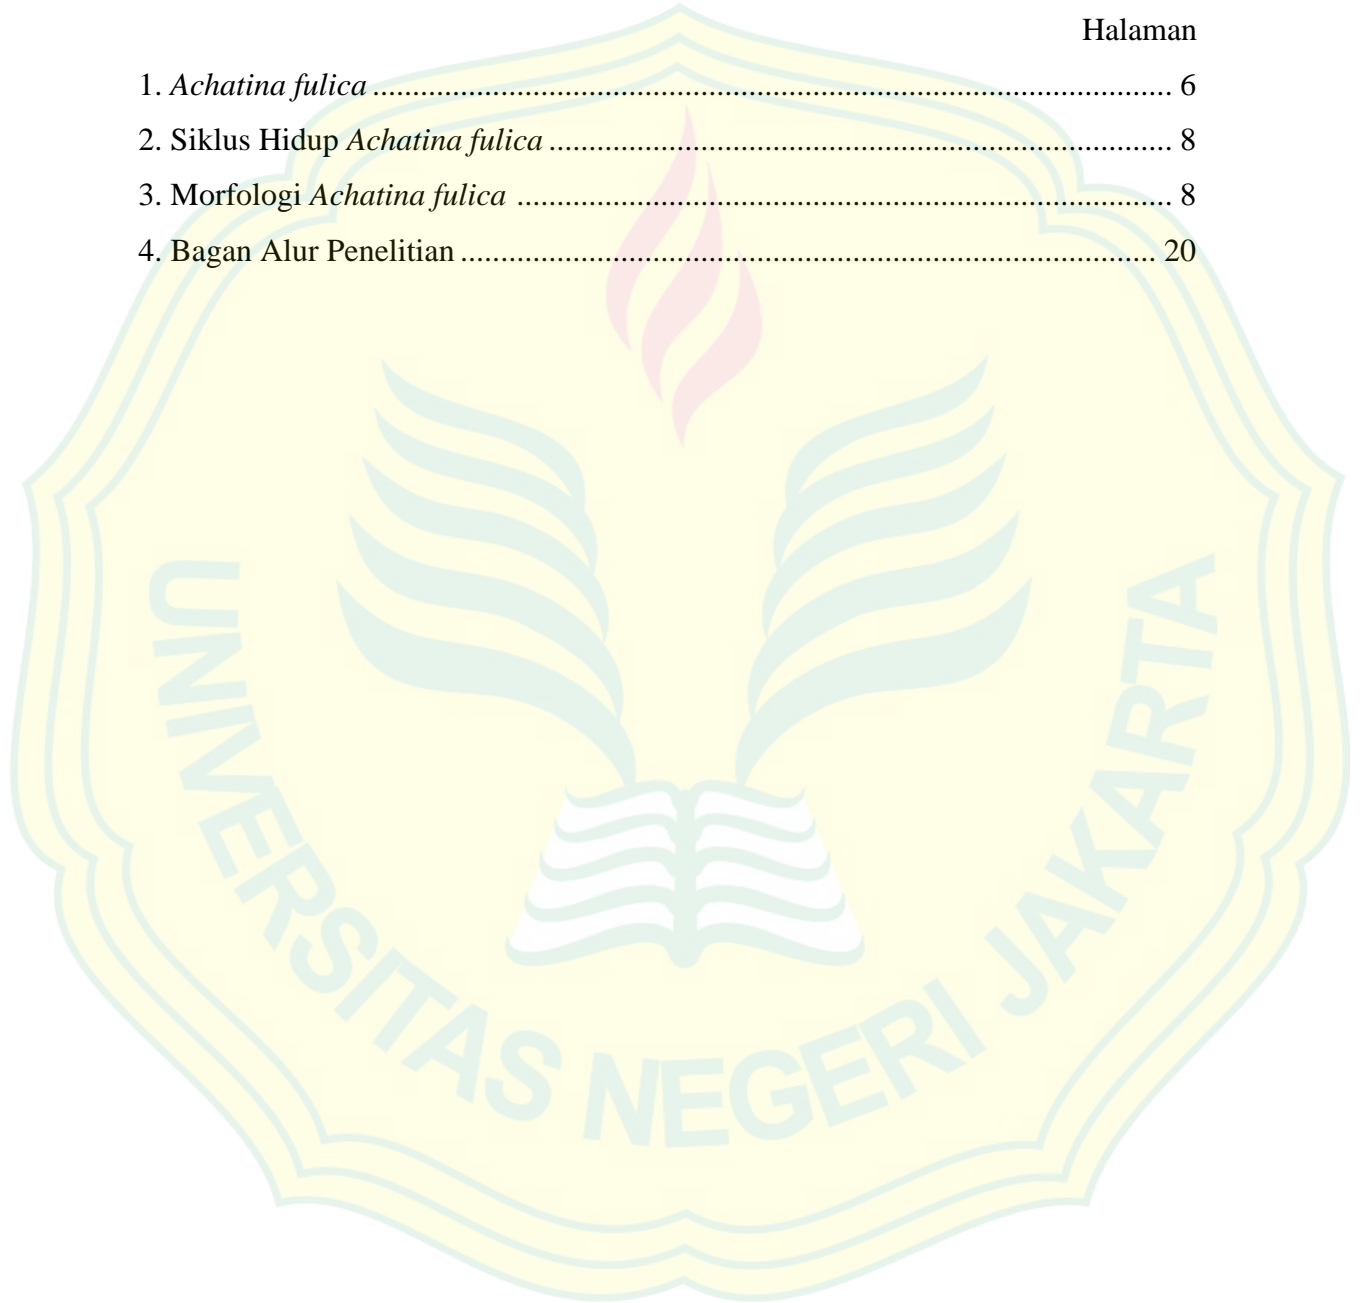 Halaman
1. Achatina fulica .................................................................................................... 6
2. Siklus Hidup Achatina fulica .............................................................................. 8
3. Morfologi Achatina fulica .................................................................................. 8
4. Bagan Alur Penelitian ....................................................................................... 20
UNIVERSITAS NEGERI JAKARTA